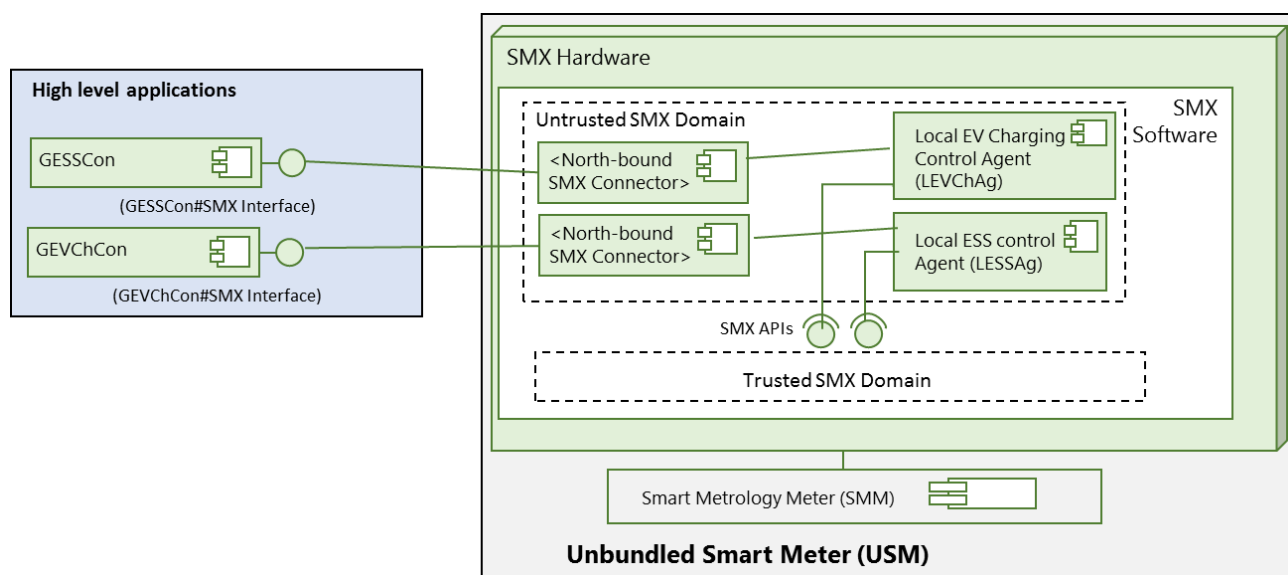 High level applications
GESSCon
(GESSCon#SMX Interface)
GEVChCon
(GEVChCon#SMX Interface)
SMX Hardware
SMX
Software
Untrusted SMX Domain
<North-bound
SMX Connector>
<North-bound
SMX Connector>
Local EV Charging
Control Agent
(LEVChAg)
Local ESS control
Agent (LESSAg)
SMX APIs
Trusted SMX Domain
Smart Metrology Meter (SMM)
Unbundled Smart Meter (USM)